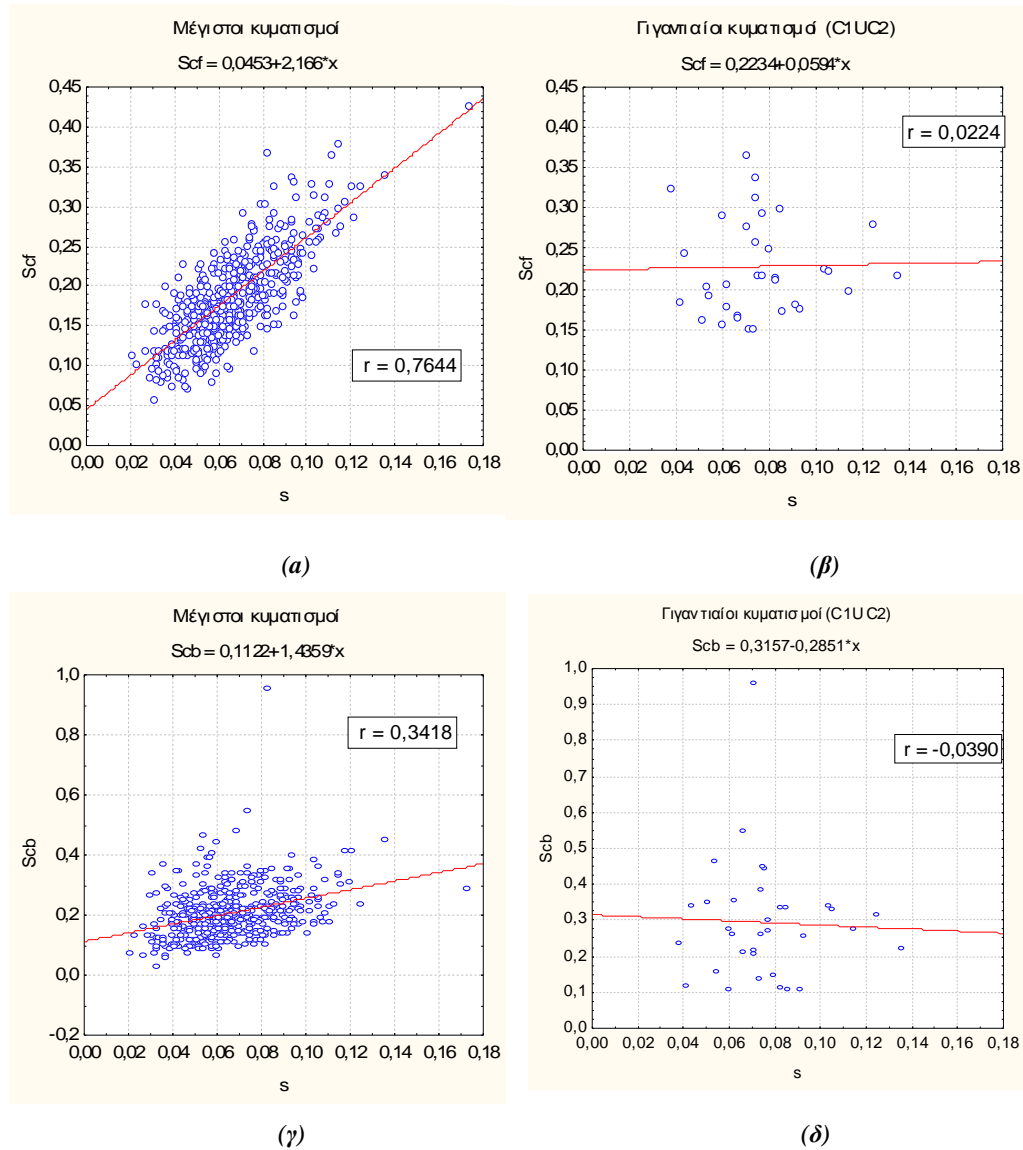 Μέγιστοι κυματισμοί
Scf = 0,0453+2,166*x
0,45
0,40
0,35
0,30
0,25
0,20
0,15
0,10
0,05
0,00
Scf
r = 0,7644
0,00 0,02 0,04 0,06 0,08 0,10 0,12 0,14 0,16 0,18
s
(α)
Γιγαντιαίοι κυματισμοί (C1UC2)
Scf = 0,2234+0,0594*x
0,45
0,40
0,35
0,30
0,25
0,20
0,15
0,10
0,05
0,00
Scf
r = 0,0224
0,00 0,02 0,04 0,06 0,08 0,10 0,12 0,14 0,16 0,18
s
(β)
Μέγιστοι κυματισμοί
Scb = 0,1122+1,4359*x
1,0
0,8
0,6
0,4
0,2
0,0
-0,2
Scb
r = 0,3418
0,00 0,02 0,04 0,06 0,08 0,10 0,12 0,14 0,16 0,18
s
(γ)
Γιγαντιαίοι κυματισμοί (C1UC2)
Scb = 0,3157-0,2851*x
1,0
0,9
0,8
0,7
0,6
0,5
0,4
0,3
0,2
0,1
0,0
Scb
r = -0,0390
0,00 0,02 0,04 0,06 0,08 0,10 0,12 0,14 0,16 0,18
s
(δ)